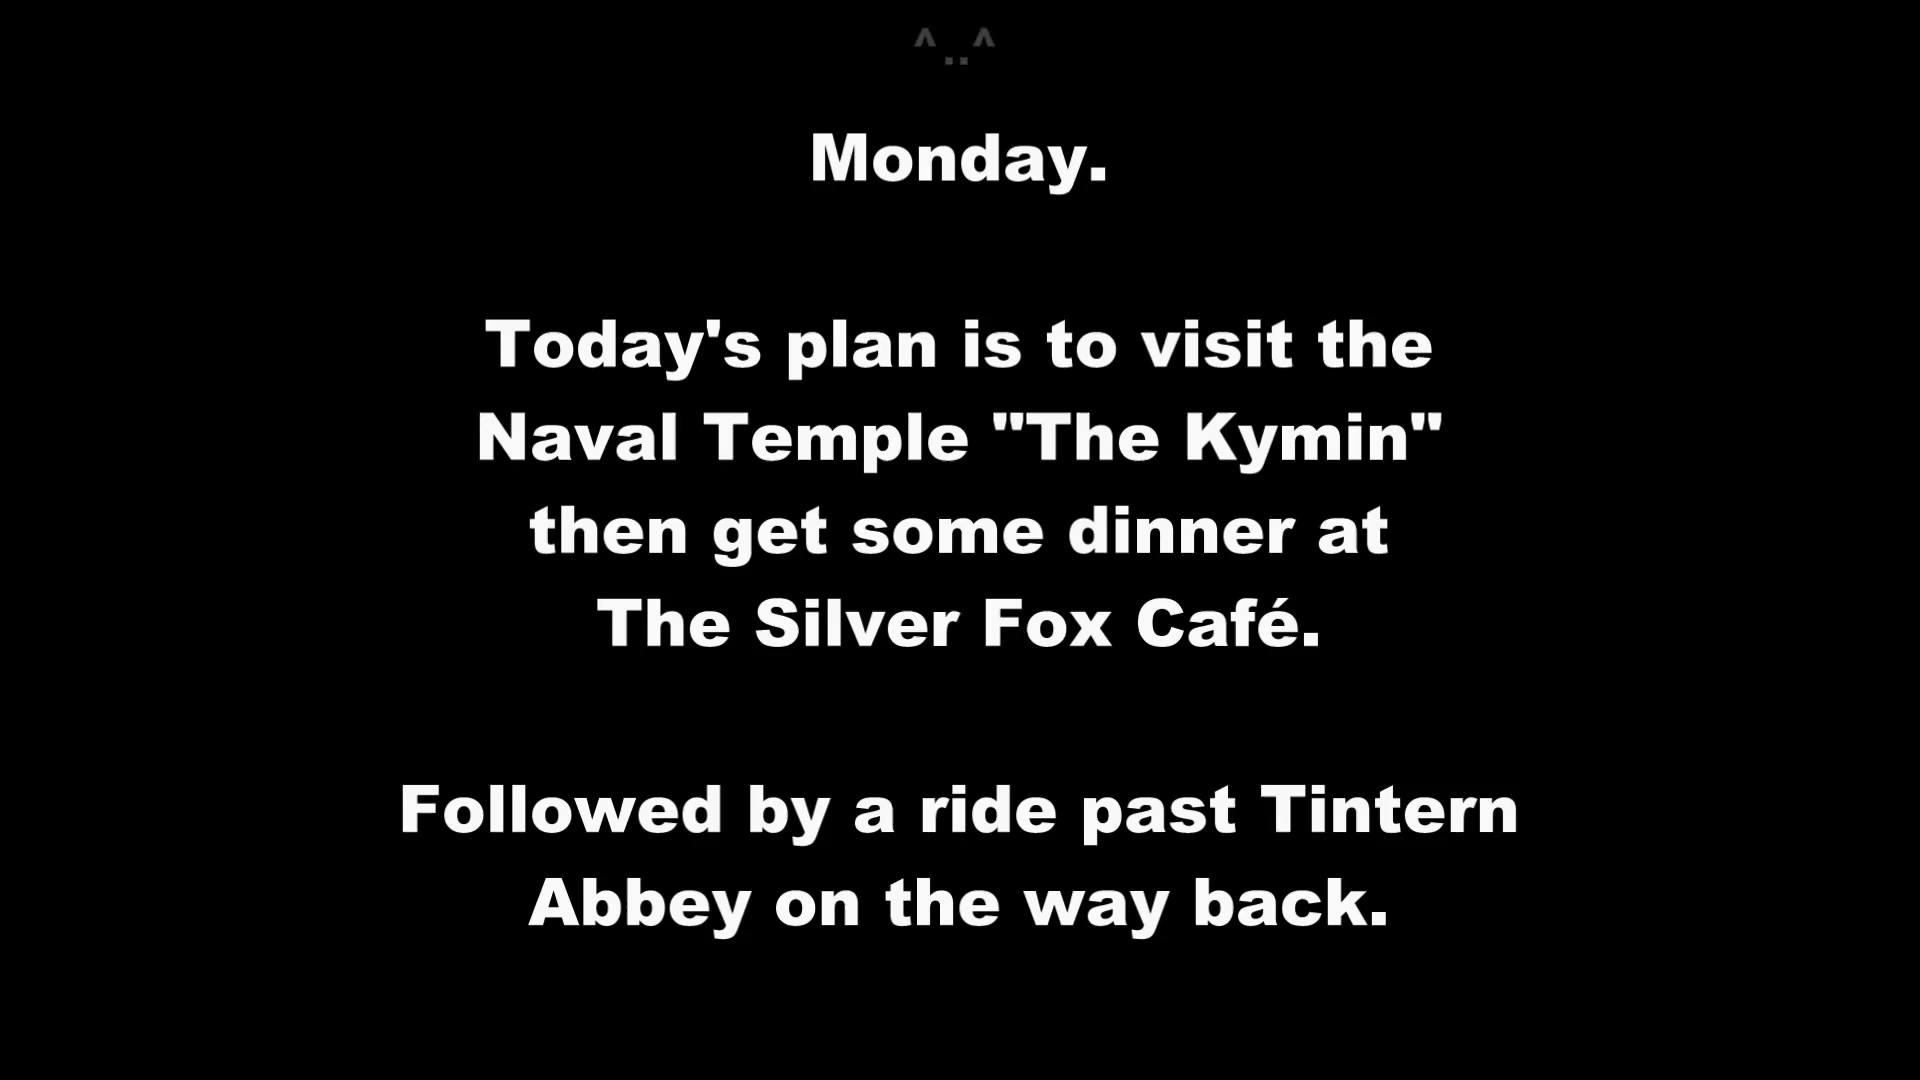 ^..^
Monday.
Today's plan is to visit the
Naval Temple "The Kymin"
then get some dinner at
The Silver Fox Café.
Followed by a ride past Tintern
Abbey on the way back.